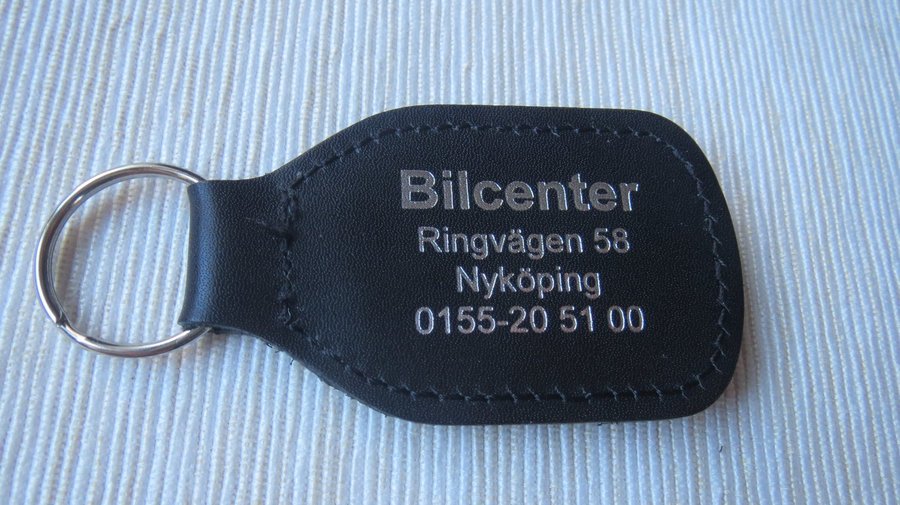 Bilcenter
Ringvägen 58
Nyköping
0155-20 51 00